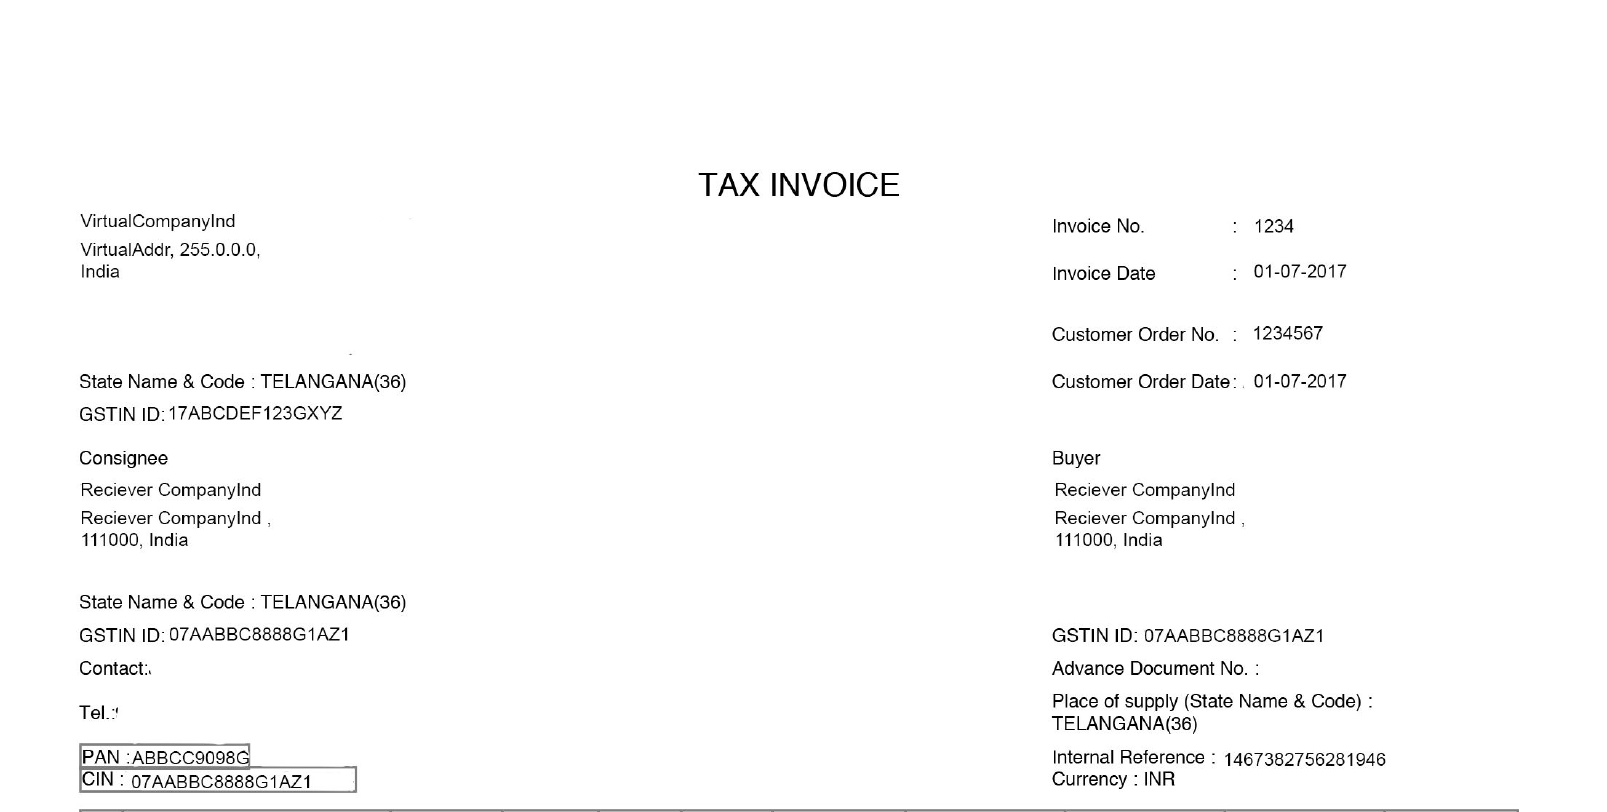 TAX INVOICE
VirtualCompanyInd
VirtualAddr, 255.0.0.0,
India
Invoice No. : 1234
Invoice Date : 01-07-2017
Customer Order No. : 1234567
Customer Order Date : 01-07-2017
State Name & Code : TELANGANA(36)
GSTIN ID: 17ABCDEF123GXYZ
Consignee
Reciever CompanyInd
Reciever CompanyInd ,
111000, India
State Name & Code : TELANGANA(36)
GSTIN ID: 07AABBC8888G1AZ1
Contact:
Tel.:
PAN : ABBCC9098G
CIN : 07AABBC8888G1AZ1
Buyer
Reciever CompanyInd
Reciever CompanyInd ,
111000, India
GSTIN ID: 07AABBC8888G1AZ1
Advance Document No. :
Place of supply (State Name & Code) :
TELANGANA(36)
Internal Reference : 1467382756281946
Currency : INR